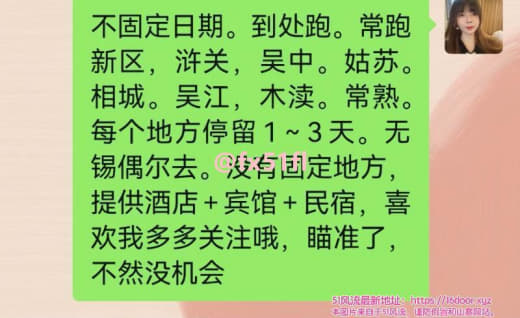 不固定日期。到处跑。常跑
新区，浒关，吴中。姑苏。
相城。吴江，木渎。常熟。
每个地方停留1~3天。无
锡偶尔去。没有固定地方，
@fx51fl
提供酒店+宾馆+民宿，喜
欢我多多关注哦，瞄准了，
不然没机会
51风流最新地址：https://16door.xyz
本图片来自于51风流，谨防假冒和山寨网站。